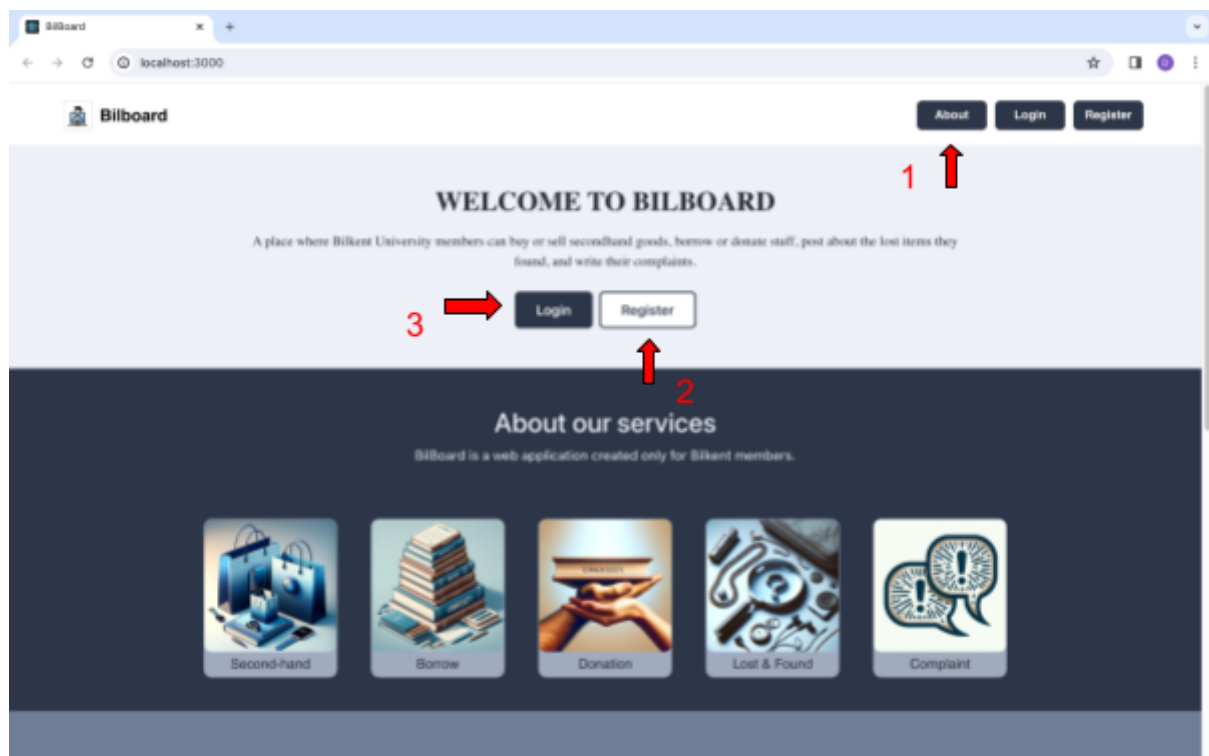 BilBoard
localhost:3000
Bilboard
About Login Register
1
WELCOME TO BILBOARD
A place where Bilkent University members can buy or sell secondhand goods, borrow or donate stuff, post about the lost items they
found, and write their complaints.
3 Login Register
2
About our services
BilBoard is a web application created only for Bilkent members.
Second-hand Borrow Donation Lost & Found Complaint